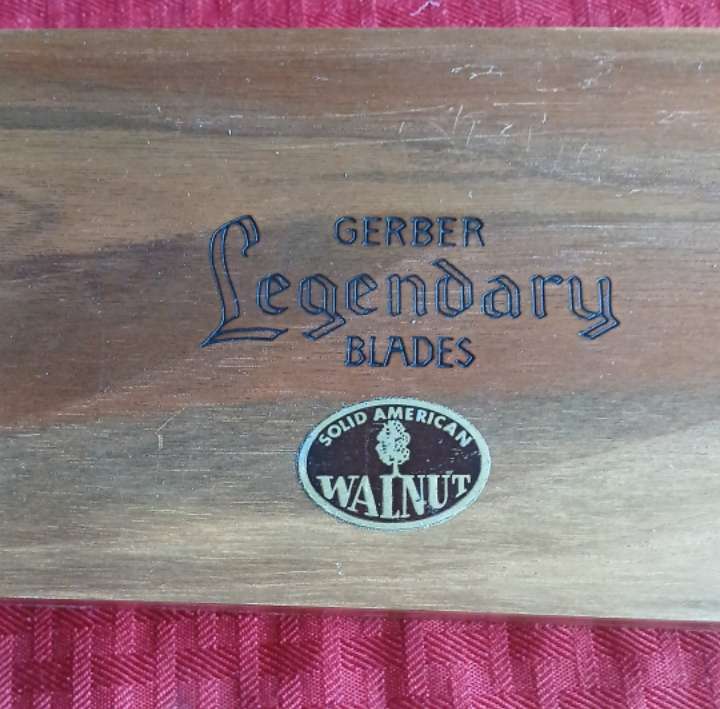 GERBER
Legendary
BLADES
SOLID AMERICAN
WALNUT